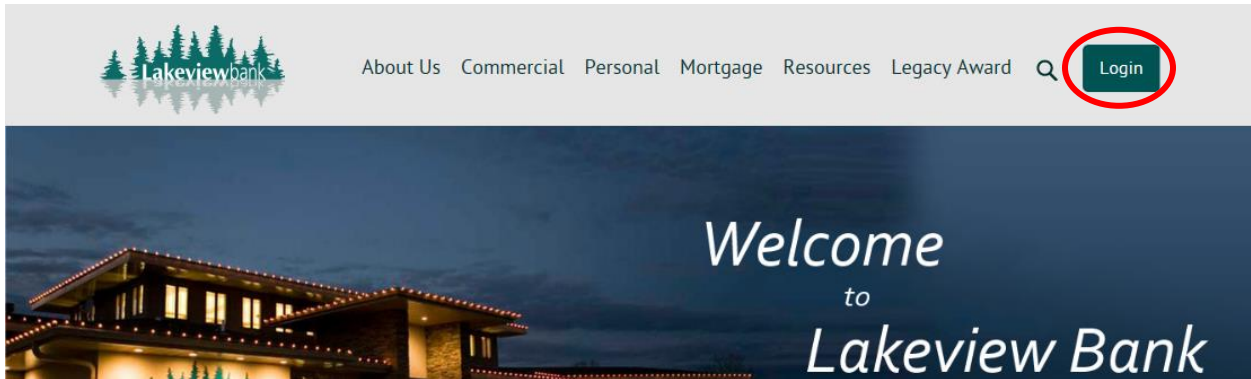 Lakeviewbank
About Us Commercial Personal Mortgage Resources Legacy Award Login
Welcome
to
Lakeview Bank